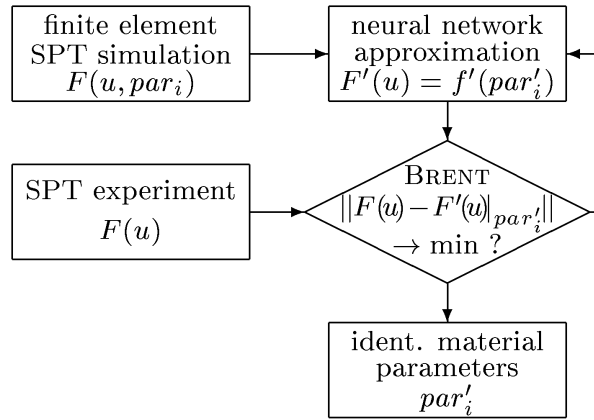 finite element
SPT simulation
F(u, par_i)
neural network
approximation
F′(u) = f′(par′_i)
SPT experiment
F(u)
BRENT
||F(u) − F′(u)|_{par′_i}||
→ min ?
ident. material
parameters
par′_i